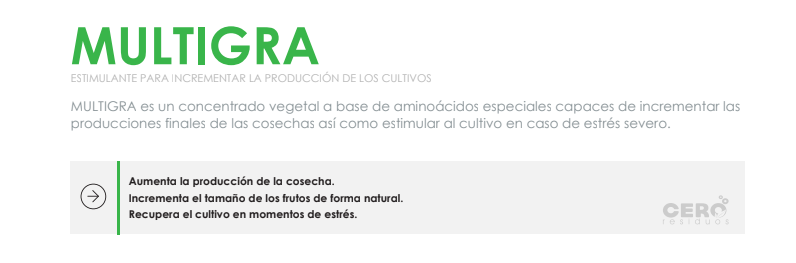 MULTIGRA
ESTIMULANTE PARA INCREMENTAR LA PRODUCCIÓN DE LOS CULTIVOS
MULTIGRA es un concentrado vegetal a base de aminoácidos especiales capaces de incrementar las
producciones finales de las cosechas así como estimular al cultivo en caso de estrés severo.
Aumenta la producción de la cosecha.
Incrementa el tamaño de los frutos de forma natural.
Recupera el cultivo en momentos de estrés.
CERO
residuos